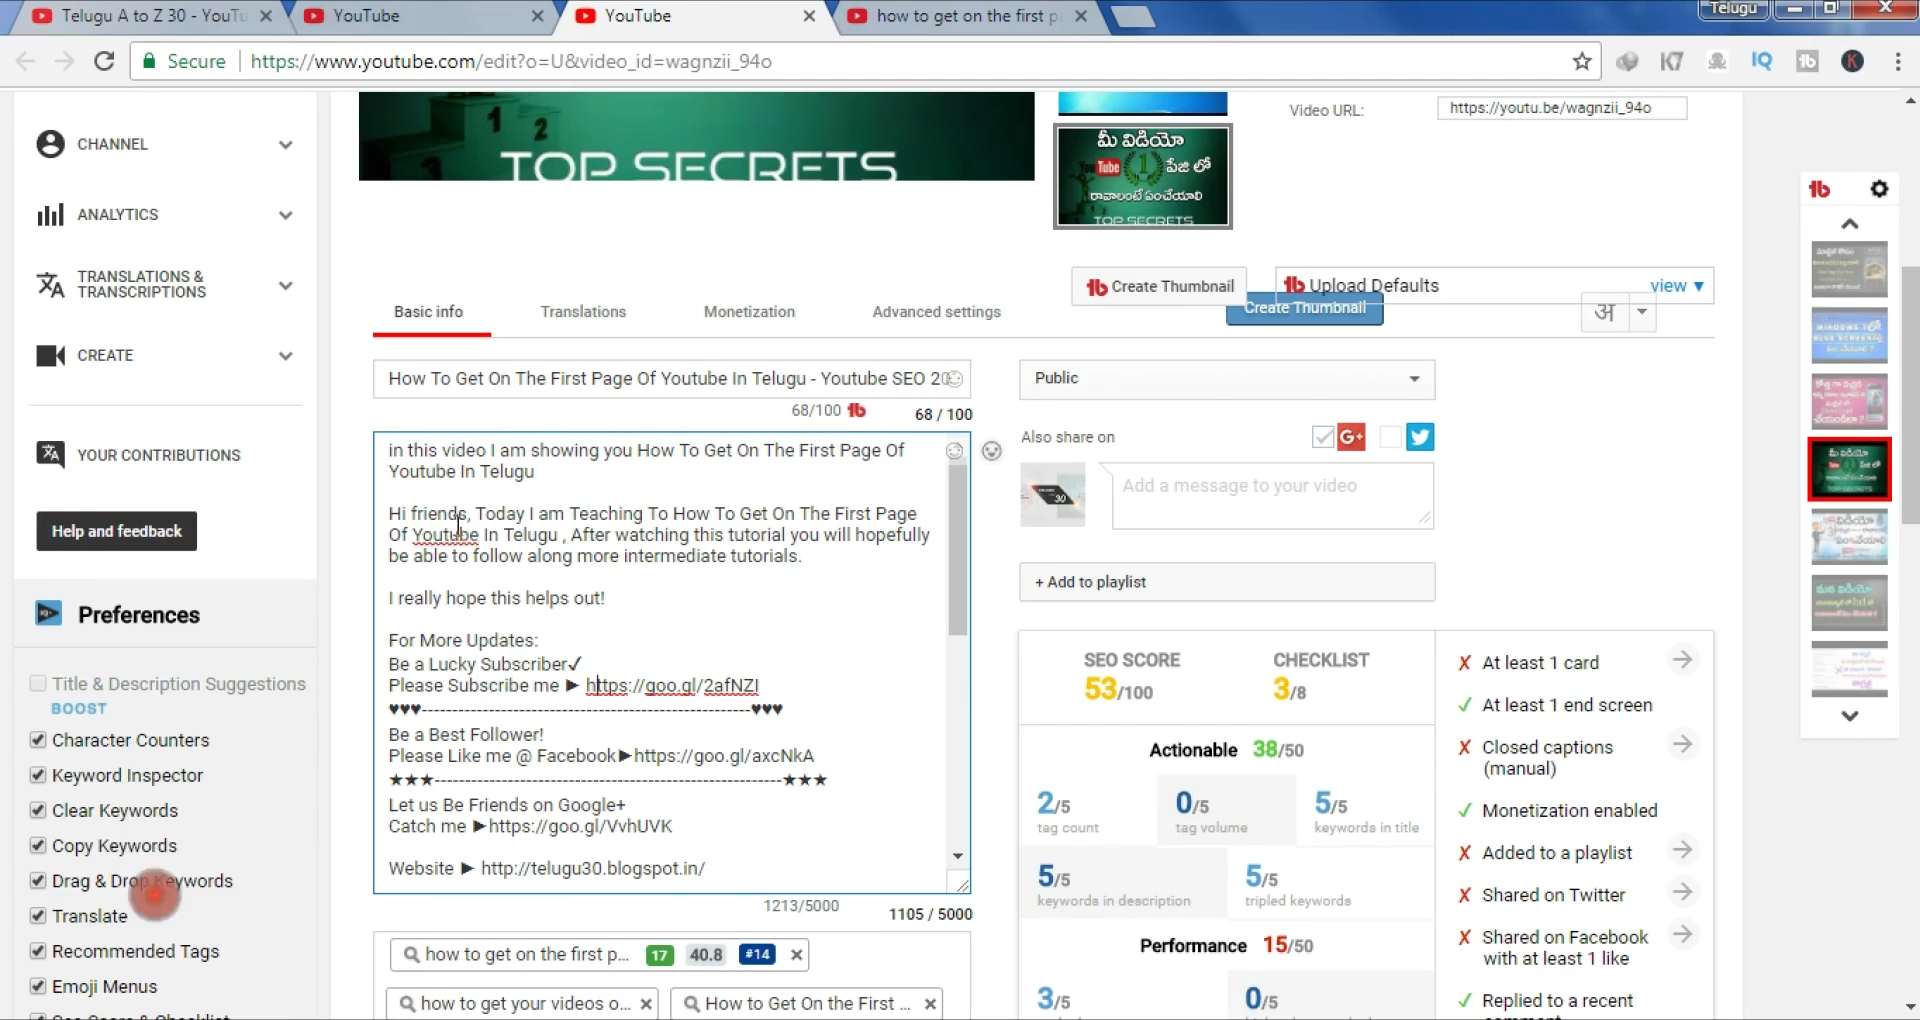 Telugu A to Z 30 - YouTu
YouTube
YouTube
how to get on the first p
Telugu
Secure
https://www.youtube.com/edit?o=U&video_id=wagnzii_94o
K7
IQ
tb
K
CHANNEL
ANALYTICS
TRANSLATIONS &
TRANSCRIPTIONS
CREATE
YOUR CONTRIBUTIONS
Help and feedback
Preferences
Title & Description Suggestions
BOOST
Character Counters
Keyword Inspector
Clear Keywords
Copy Keywords
Drag & Drop Keywords
Translate
Recommended Tags
Emoji Menus
1 2
TOP SECRETS
మీ విడియో
YouTube 1 పేజి లో
రావాలంటే ఏంచేయాలి
TOP SECRETS
Video URL:
https://youtu.be/wagnzii_94o
Create Thumbnail
Upload Defaults
view ▼
Create Thumbnail
अ
Basic info
Translations
Monetization
Advanced settings
How To Get On The First Page Of Youtube In Telugu - Youtube SEO 20
68/100
68 / 100
in this video I am showing you How To Get On The First Page Of
Youtube In Telugu
Hi friends, Today I am Teaching To How To Get On The First Page
Of Youtube In Telugu , After watching this tutorial you will hopefully
be able to follow along more intermediate tutorials.
I really hope this helps out!
For More Updates:
Be a Lucky Subscriber✓
Please Subscribe me ► https://goo.gl/2afNZI
♥♥♥-------------------------------------------------------♥♥♥
Be a Best Follower!
Please Like me @ Facebook►https://goo.gl/axcNkA
★★★----------------------------------------------------------★★★
Let us Be Friends on Google+
Catch me ►https://goo.gl/VvhUVK
Website ► http://telugu30.blogspot.in/
1213/5000
1105 / 5000
how to get on the first p... 17 40.8 #14
how to get your videos o...
How to Get On the First ...
Public
Also share on
G+
Add a message to your video
+ Add to playlist
SEO SCORE
53/100
CHECKLIST
3/8
Actionable 38/50
2/5
tag count
0/5
tag volume
5/5
keywords in title
5/5
keywords in description
5/5
tripled keywords
Performance 15/50
3/5
0/5
At least 1 card
At least 1 end screen
Closed captions
(manual)
Monetization enabled
Added to a playlist
Shared on Twitter
Shared on Facebook
with at least 1 like
Replied to a recent